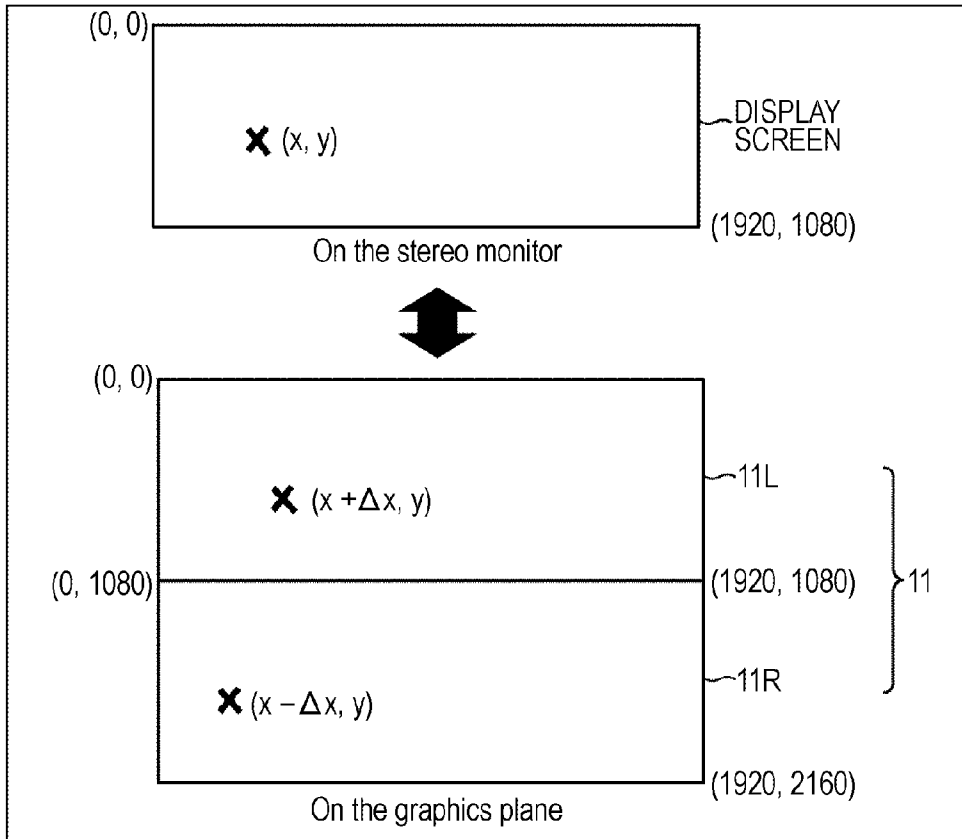 (0, 0)
(x, y)
DISPLAY
SCREEN
(1920, 1080)
On the stereo monitor
(0, 0)
11L
(x + Δx, y)
(0, 1080)
(1920, 1080)
11
11R
(x − Δx, y)
(1920, 2160)
On the graphics plane